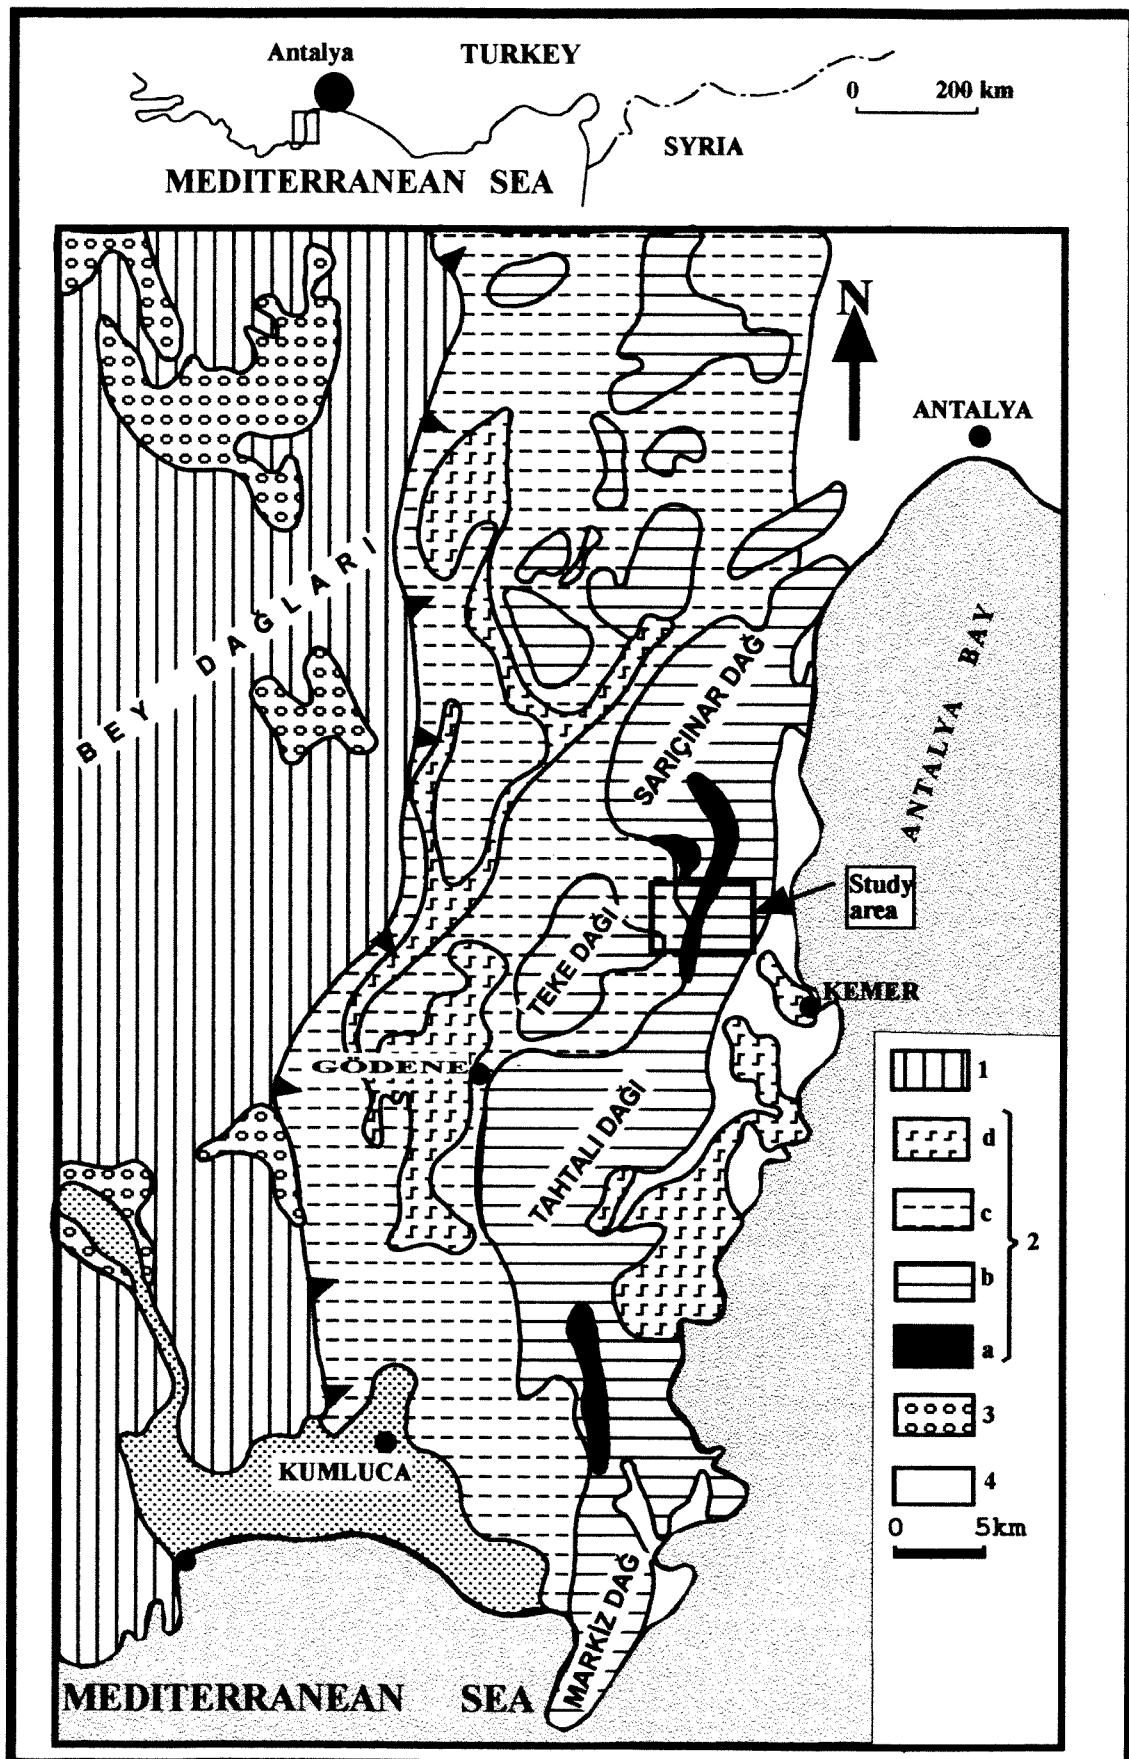 Antalya
TURKEY
0 200 km
SYRIA
MEDITERRANEAN SEA
N
ANTALYA
BEY DAĞLARI
SARIÇINAR DAĞ
ANTALYA BAY
Study
area
TEKE DAĞI
KEMER
GÖDENE
TAHTALI DAĞI
1
d
c
2
b
a
3
4
0 5km
KUMLUCA
MARKİZ DAĞ
MEDITERRANEAN SEA